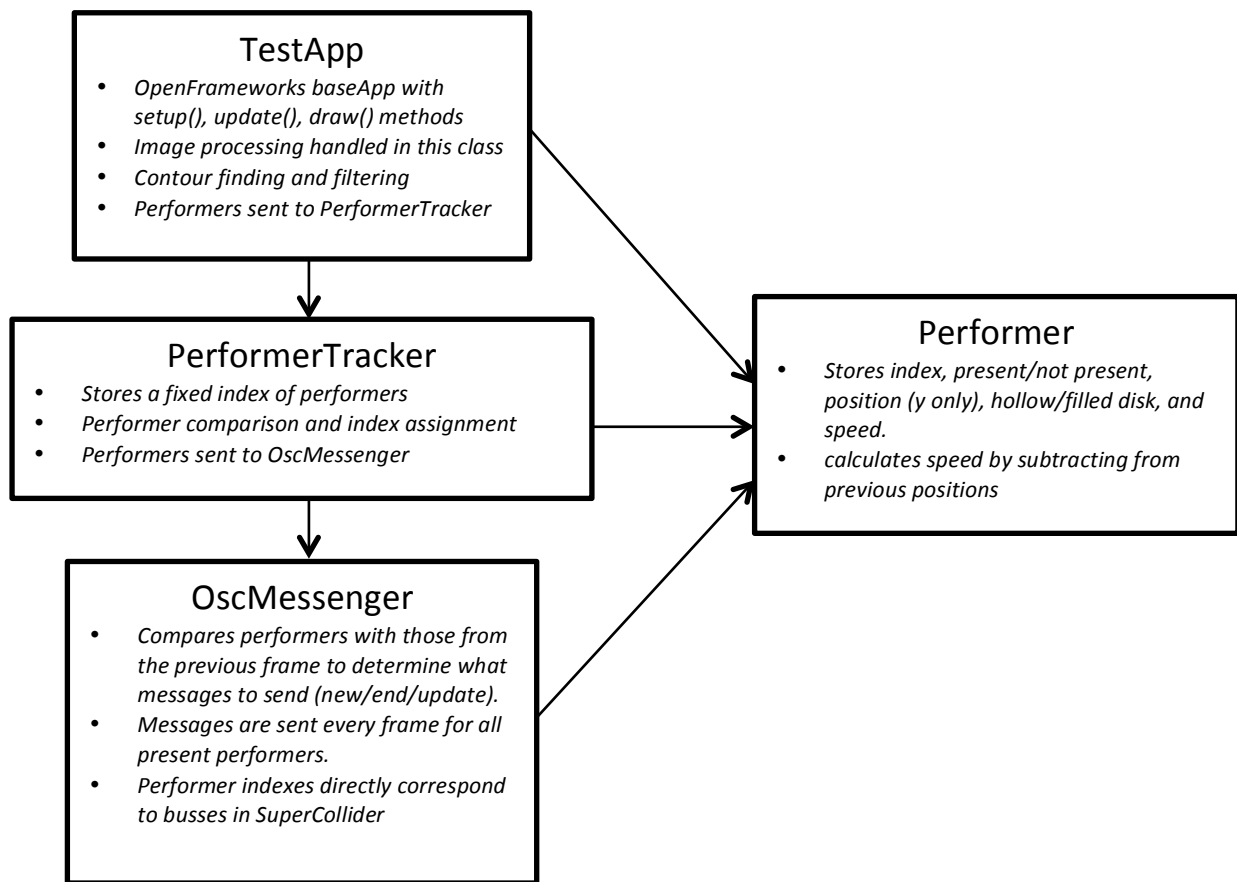 TestApp
• OpenFrameworks baseApp with
setup(), update(), draw() methods
• Image processing handled in this class
• Contour finding and filtering
• Performers sent to PerformerTracker
PerformerTracker
• Stores a fixed index of performers
• Performer comparison and index assignment
• Performers sent to OscMessenger
OscMessenger
• Compares performers with those from
the previous frame to determine what
messages to send (new/end/update).
• Messages are sent every frame for all
present performers.
• Performer indexes directly correspond
to busses in SuperCollider
Performer
• Stores index, present/not present,
position (y only), hollow/filled disk, and
speed.
• calculates speed by subtracting from
previous positions